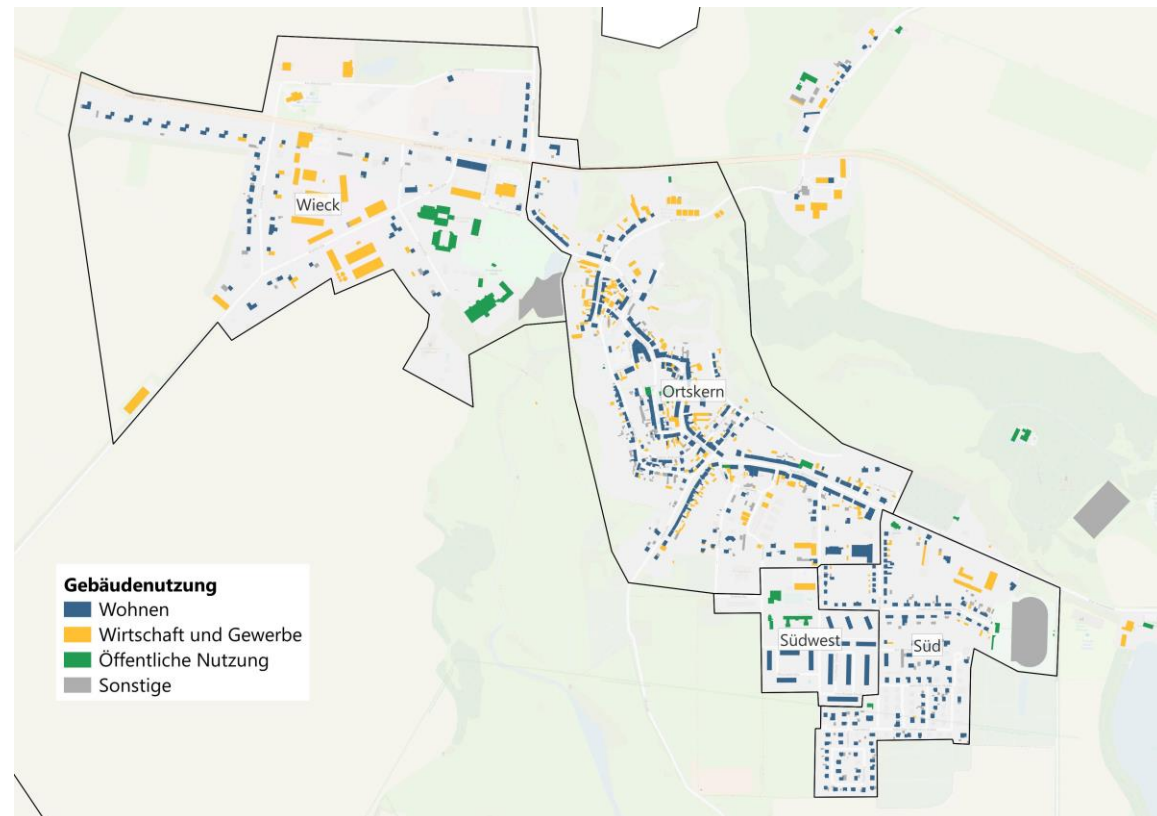 Wieck
Ortskern
Südwest
Süd
Gebäudenutzung
Wohnen
Wirtschaft und Gewerbe
Öffentliche Nutzung
Sonstige